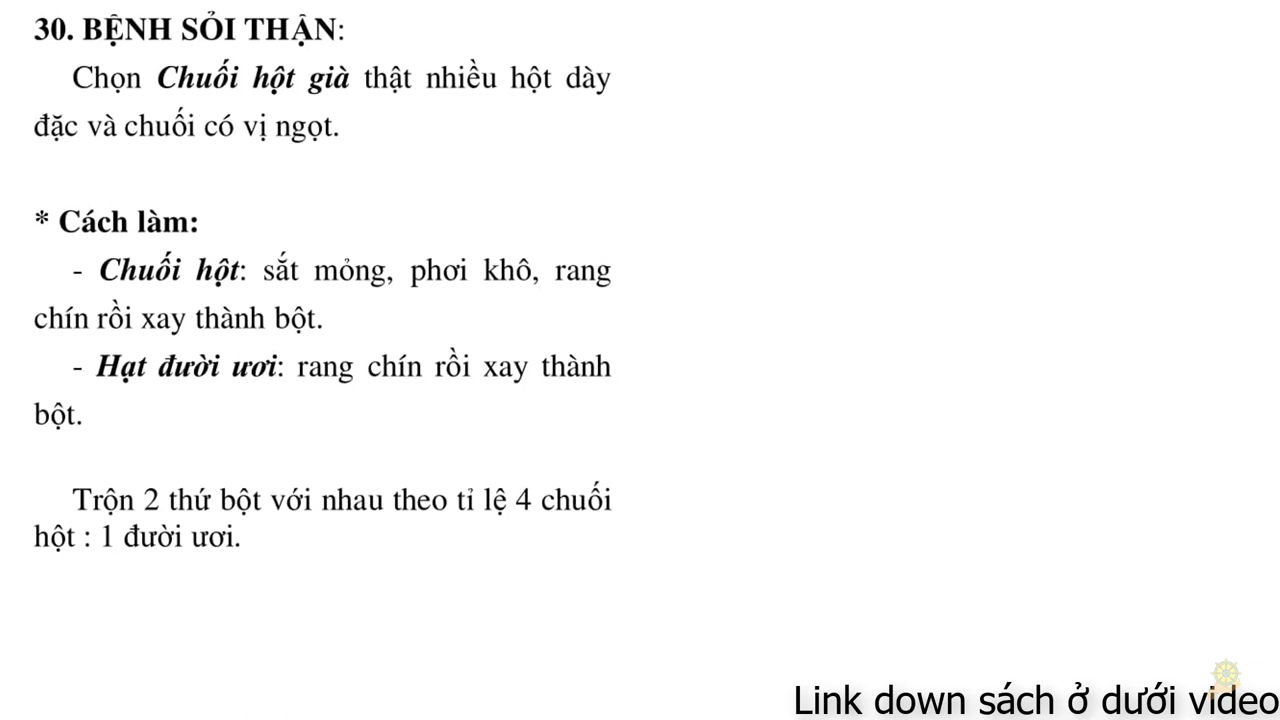 30. BỆNH SỎI THẬN:
Chọn Chuối hột già thật nhiều hột dày
đặc và chuối có vị ngọt.
* Cách làm:
- Chuối hột: sắt mỏng, phơi khô, rang
chín rồi xay thành bột.
- Hạt đười ươi: rang chín rồi xay thành
bột.
Trộn 2 thứ bột với nhau theo tỉ lệ 4 chuối
hột : 1 đười ươi.
Link down sách ở dưới video